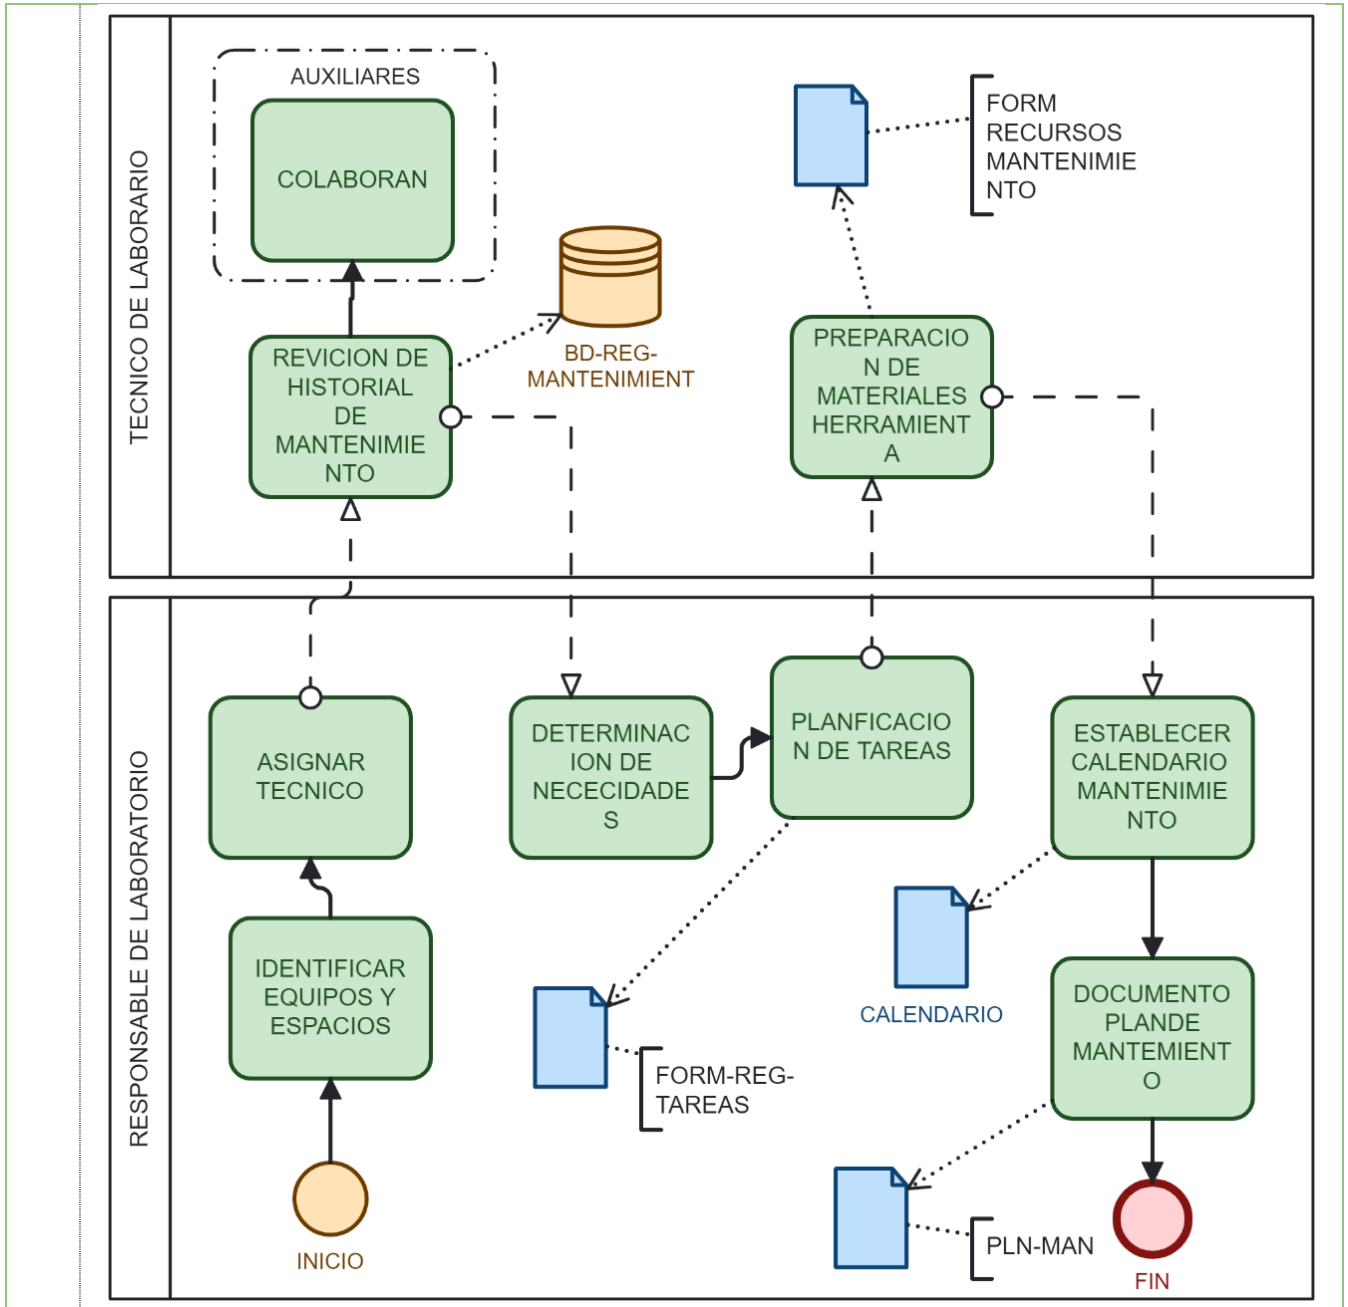 TECNICO DE LABORARIO
AUXILIARES
COLABORAN
REVICION DE
HISTORIAL
DE
MANTENIMIE
NTO
BD-REG-
MANTENIMIENT
FORM
RECURSOS
MANTENIMIE
NTO
PREPARACIO
N DE
MATERIALES
HERRAMIENT
A
RESPONSABLE DE LABORATORIO
ASIGNAR
TECNICO
IDENTIFICAR
EQUIPOS Y
ESPACIOS
INICIO
DETERMINAC
ION DE
NECECIDADE
S
PLANFICACIO
N DE TAREAS
FORM-REG-
TAREAS
ESTABLECER
CALENDARIO
MANTENIMIE
NTO
CALENDARIO
DOCUMENTO
PLANDE
MANTEMIENT
O
PLN-MAN
FIN